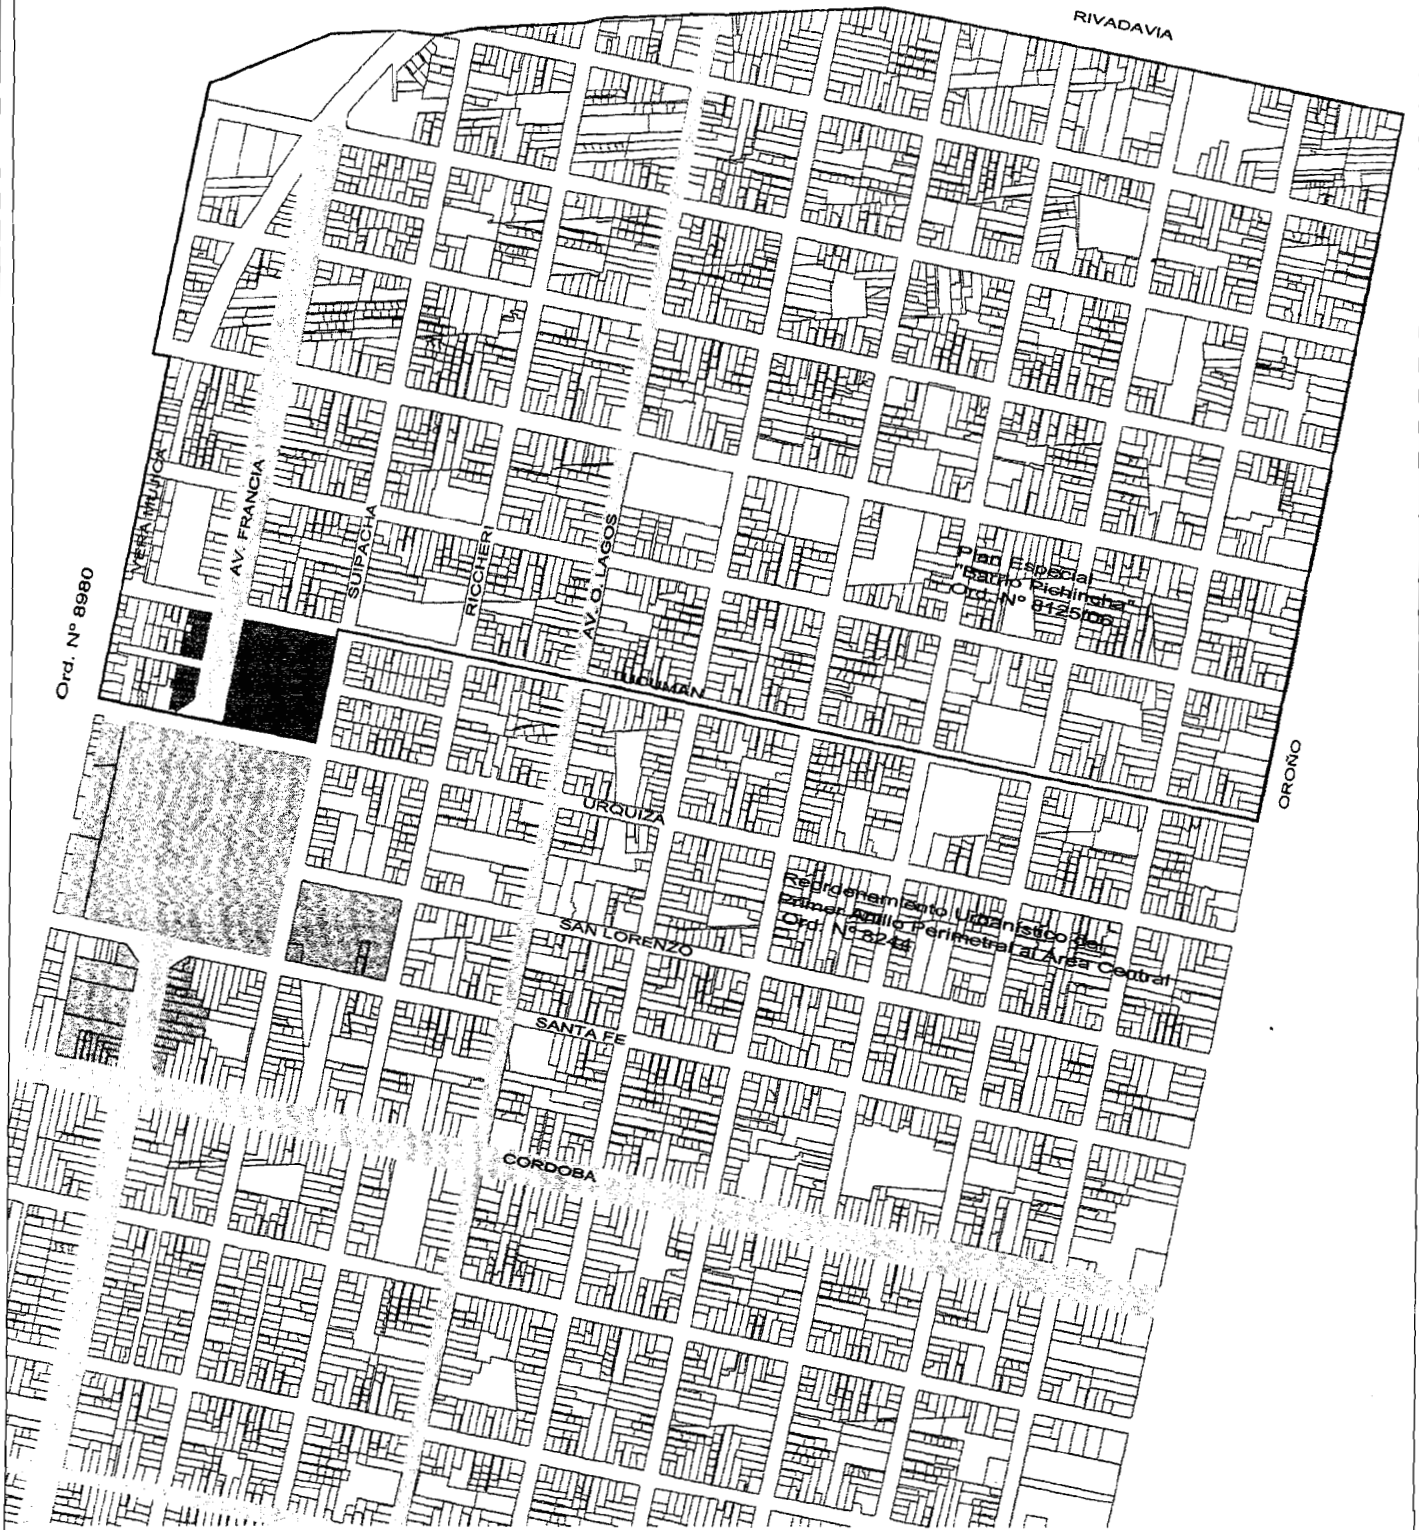 RIVADAVIA
VERA MUJICA
AV. FRANCIA
SUIPACHA
RICCHERI
AV. O. LAGOS
Plan Especial
"Barrio Pichincha"
Ord. Nº 8125/06
Ord. Nº 8980
TUCUMAN
OROÑO
URQUIZA
Reordenamiento Urbanístico del
Primer Anillo Perimetral al Area Central
Ord. Nº 8244
SAN LORENZO
SANTA FE
CORDOBA